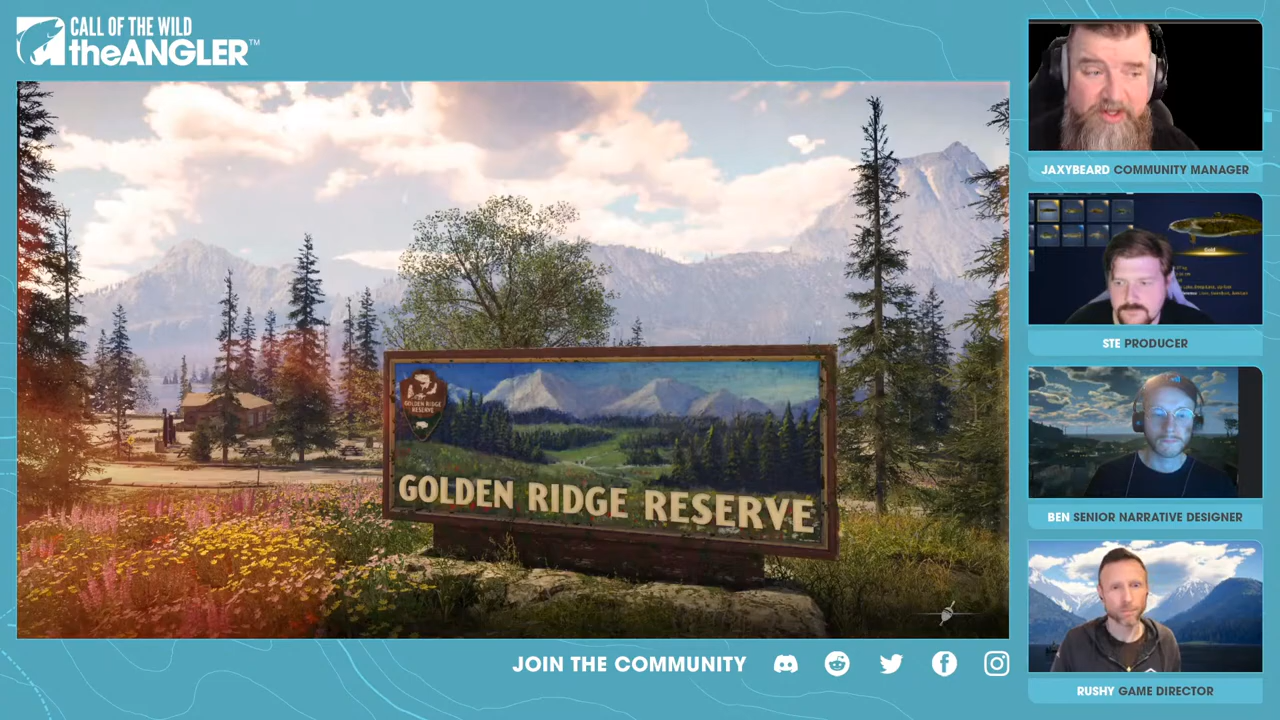 CALL OF THE WILD
theANGLER™
GOLDEN RIDGE
RESERVE
GOLDEN RIDGE RESERVE
JOIN THE COMMUNITY
JAXYBEARD COMMUNITY MANAGER
STE PRODUCER
BEN SENIOR NARRATIVE DESIGNER
RUSHY GAME DIRECTOR